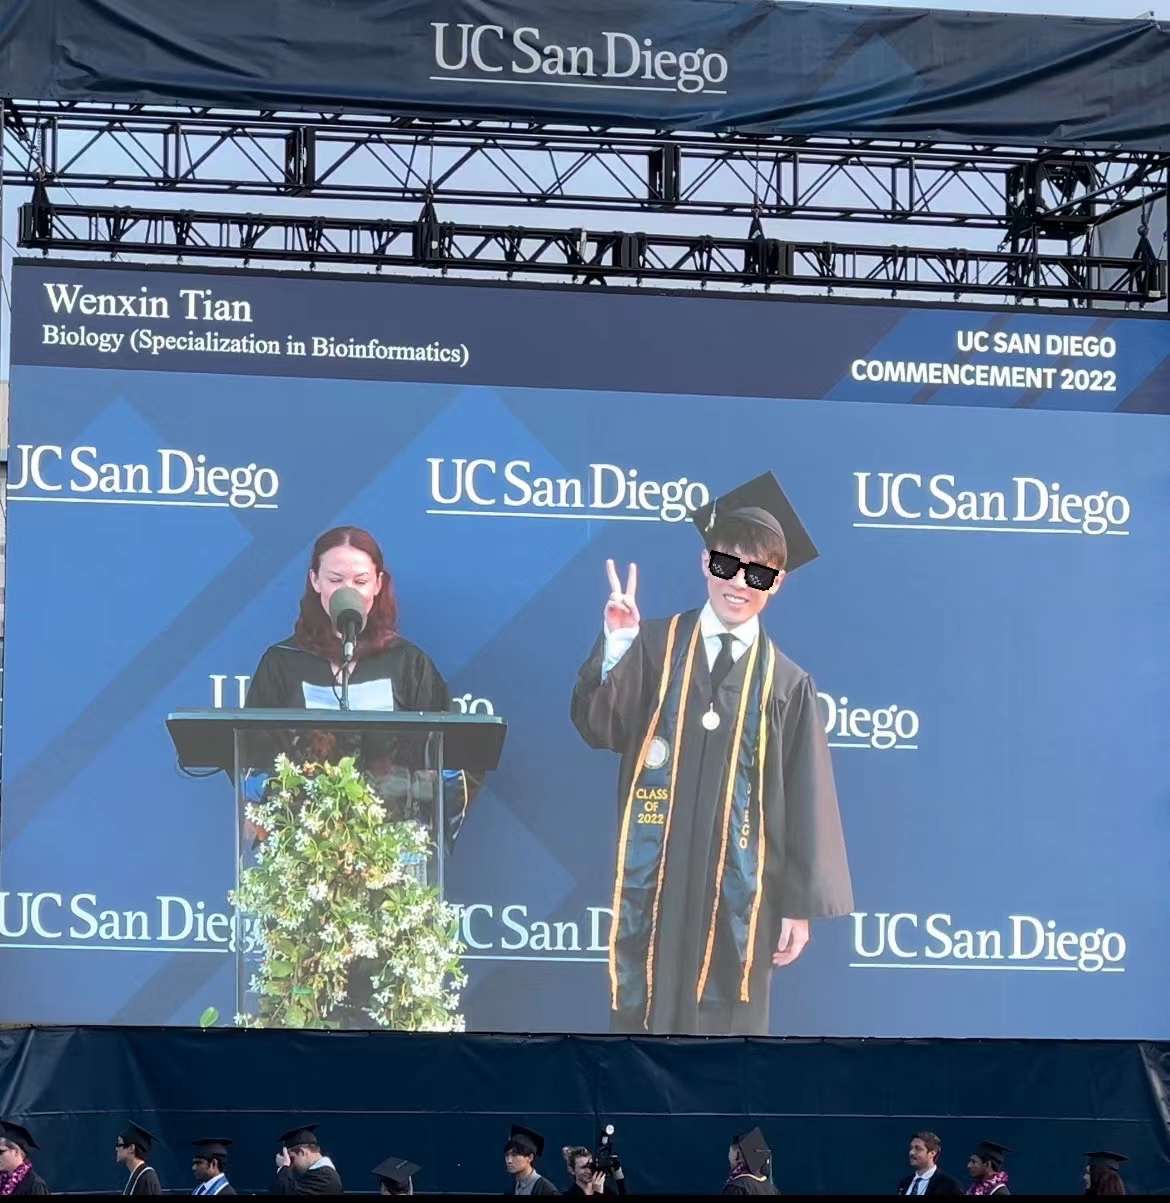 UC San Diego
Wenxin Tian
Biology (Specialization in Bioinformatics)
UC SAN DIEGO
COMMENCEMENT 2022
UC San Diego
UC San Diego
UC San Diego
Diego
CLASS
OF
2022
UC San Diego
UC San Diego